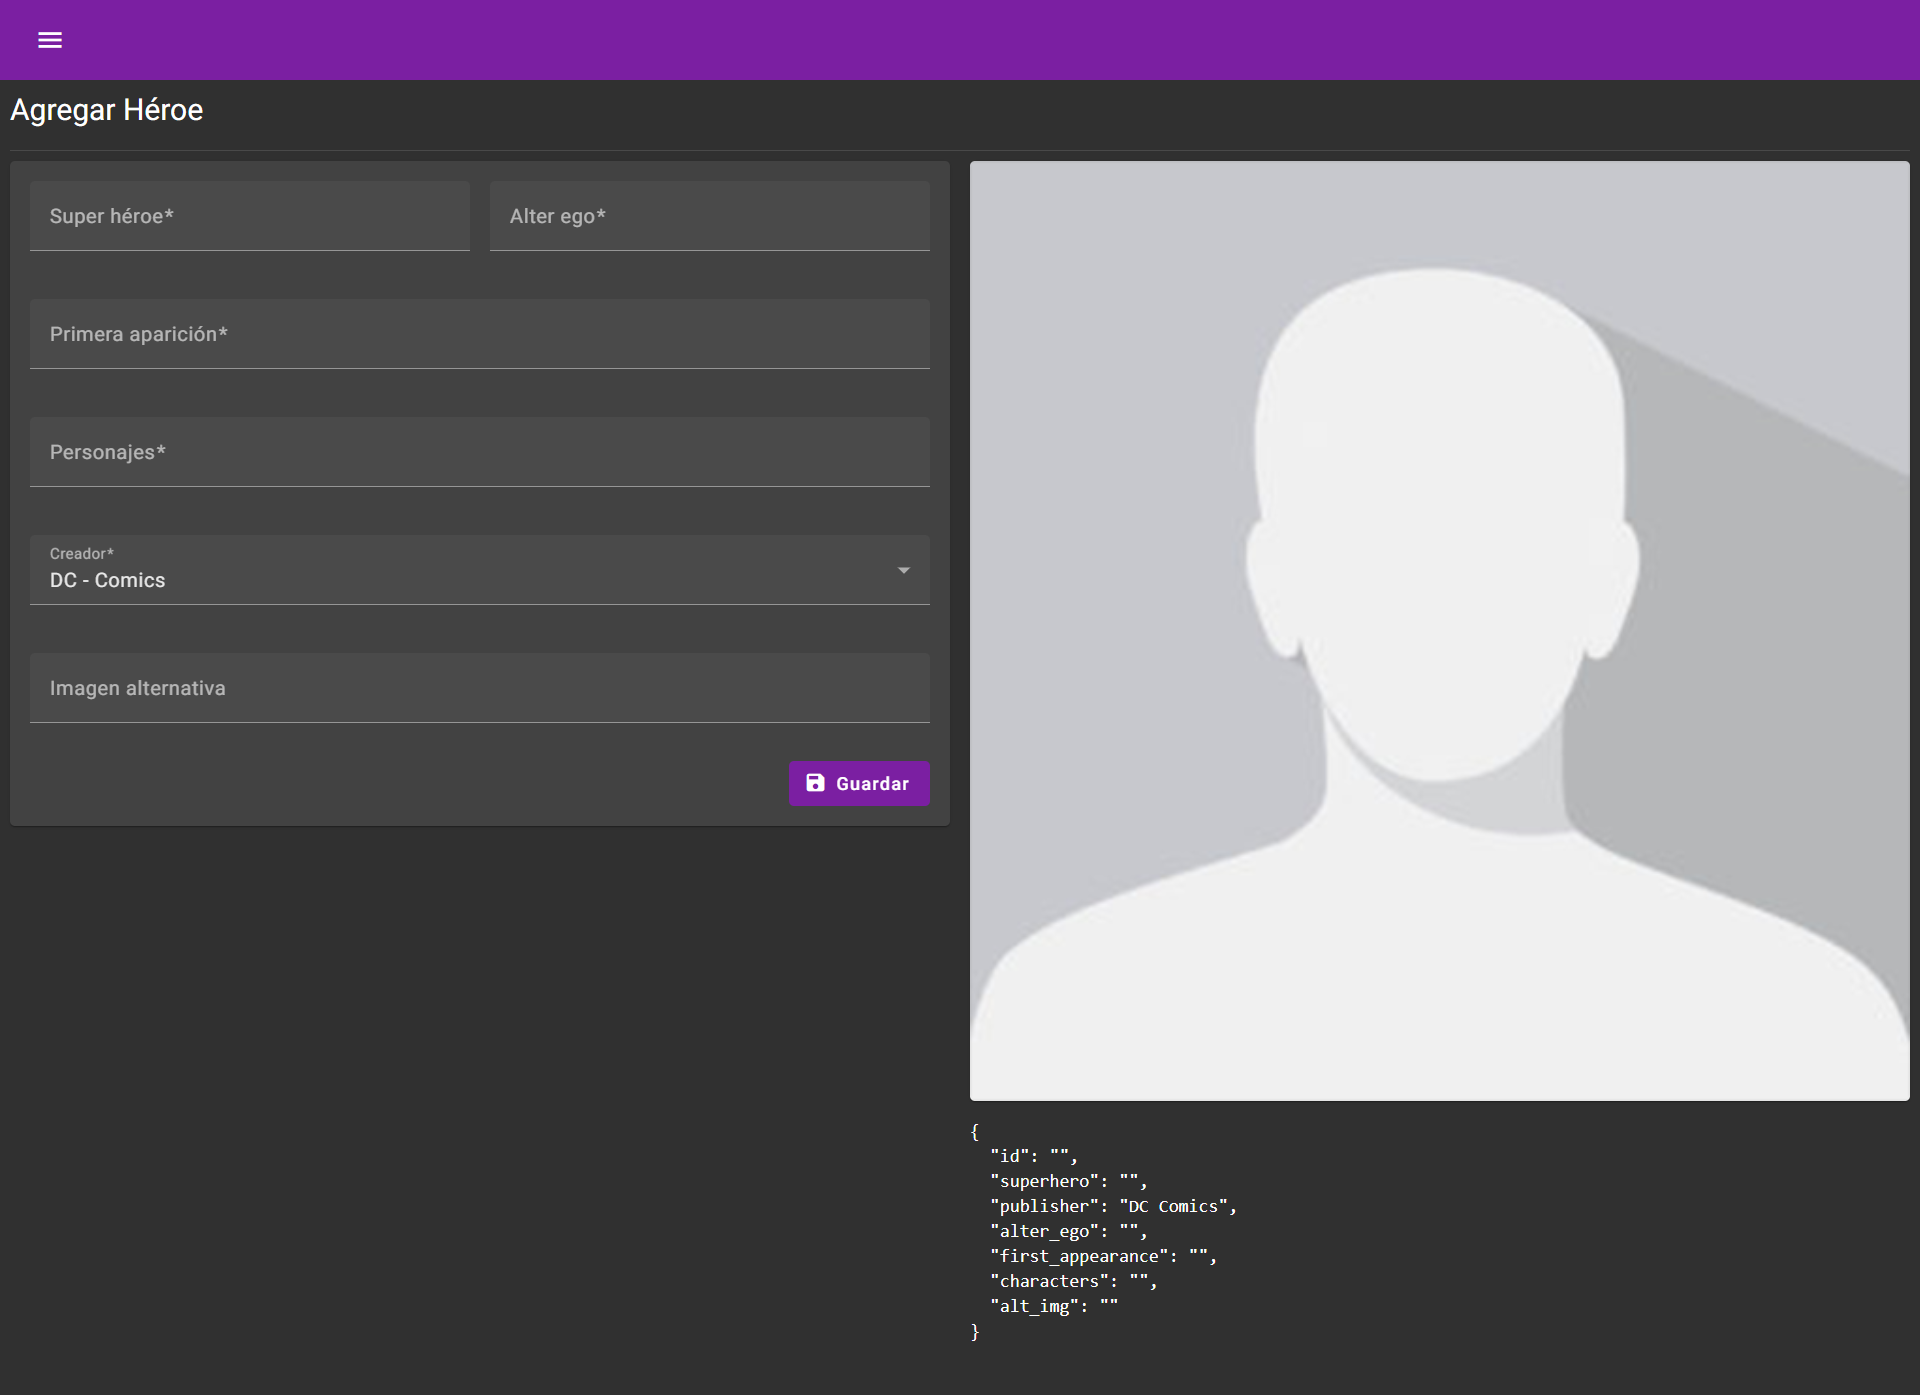 Agregar Héroe
Super héroe*
Alter ego*
Primera aparición*
Personajes*
Creador*
DC - Comics
Imagen alternativa
Guardar
{
  "id": "",
  "superhero": "",
  "publisher": "DC Comics",
  "alter_ego": "",
  "first_appearance": "",
  "characters": "",
  "alt_img": ""
}